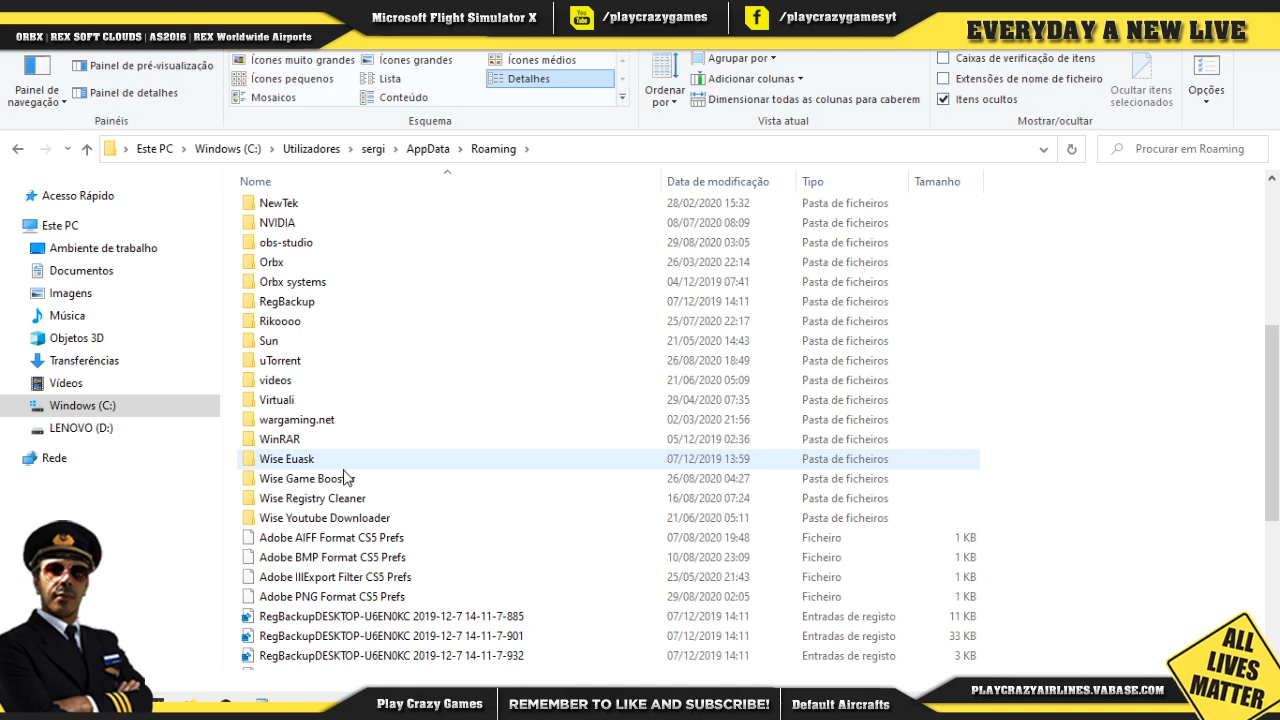 Microsoft Flight Simulator X
You Tube
/playcrazygames
/playcrazygamesyt
EVERYDAY A NEW LIVE
ORBX | REX SOFT CLOUDS | AS2016 | REX Worldwide Airports
Painel de navegação
Painel de pré-visualização
Painel de detalhes
Painéis
Ícones muito grandes
Ícones grandes
Ícones médios
Ícones pequenos
Lista
Detalhes
Mosaicos
Conteúdo
Esquema
Ordenar por
Agrupar por
Adicionar colunas
Dimensionar todas as colunas para caberem
Vista atual
Caixas de verificação de itens
Extensões de nome de ficheiro
Itens ocultos
Ocultar itens selecionados
Mostrar/ocultar
Opções
Este PC > Windows (C:) > Utilizadores > sergi > AppData > Roaming >
Procurar em Roaming
Acesso Rápido
Este PC
Ambiente de trabalho
Documentos
Imagens
Música
Objetos 3D
Transferências
Vídeos
Windows (C:)
LENOVO (D:)
Rede
Nome Data de modificação Tipo Tamanho
NewTek 28/02/2020 15:32 Pasta de ficheiros
NVIDIA 08/07/2020 08:09 Pasta de ficheiros
obs-studio 29/08/2020 03:05 Pasta de ficheiros
Orbx 26/03/2020 22:14 Pasta de ficheiros
Orbx systems 04/12/2019 07:41 Pasta de ficheiros
RegBackup 07/12/2019 14:11 Pasta de ficheiros
Rikoooo 25/07/2020 22:17 Pasta de ficheiros
Sun 21/05/2020 14:43 Pasta de ficheiros
uTorrent 26/08/2020 18:49 Pasta de ficheiros
videos 21/06/2020 05:09 Pasta de ficheiros
Virtuali 29/04/2020 07:35 Pasta de ficheiros
wargaming.net 02/03/2020 21:56 Pasta de ficheiros
WinRAR 05/12/2019 02:36 Pasta de ficheiros
Wise Euask 07/12/2019 13:59 Pasta de ficheiros
Wise Game Booster 26/08/2020 04:27 Pasta de ficheiros
Wise Registry Cleaner 16/08/2020 07:24 Pasta de ficheiros
Wise Youtube Downloader 21/06/2020 05:11 Pasta de ficheiros
Adobe AIFF Format CS5 Prefs 07/08/2020 19:48 Ficheiro 1 KB
Adobe BMP Format CS5 Prefs 10/08/2020 23:09 Ficheiro 1 KB
Adobe IllExport Filter CS5 Prefs 25/05/2020 21:43 Ficheiro 1 KB
Adobe PNG Format CS5 Prefs 29/08/2020 02:05 Ficheiro 1 KB
RegBackupDESKTOP-U6EN0KC 2019-12-7 14-11-7-885 07/12/2019 14:11 Entradas de registo 11 KB
RegBackupDESKTOP-U6EN0KC 2019-12-7 14-11-7-901 07/12/2019 14:11 Entradas de registo 33 KB
RegBackupDESKTOP-U6EN0KC 2019-12-7 14-11-7-932 07/12/2019 14:11 Entradas de registo 3 KB
ALL
LIVES
MATTER
Play Crazy Games
REMEMBER TO LIKE AND SUBSCRIBE!
Default Aircrafts
PLAYCRAZYAIRLINES.VABASE.COM